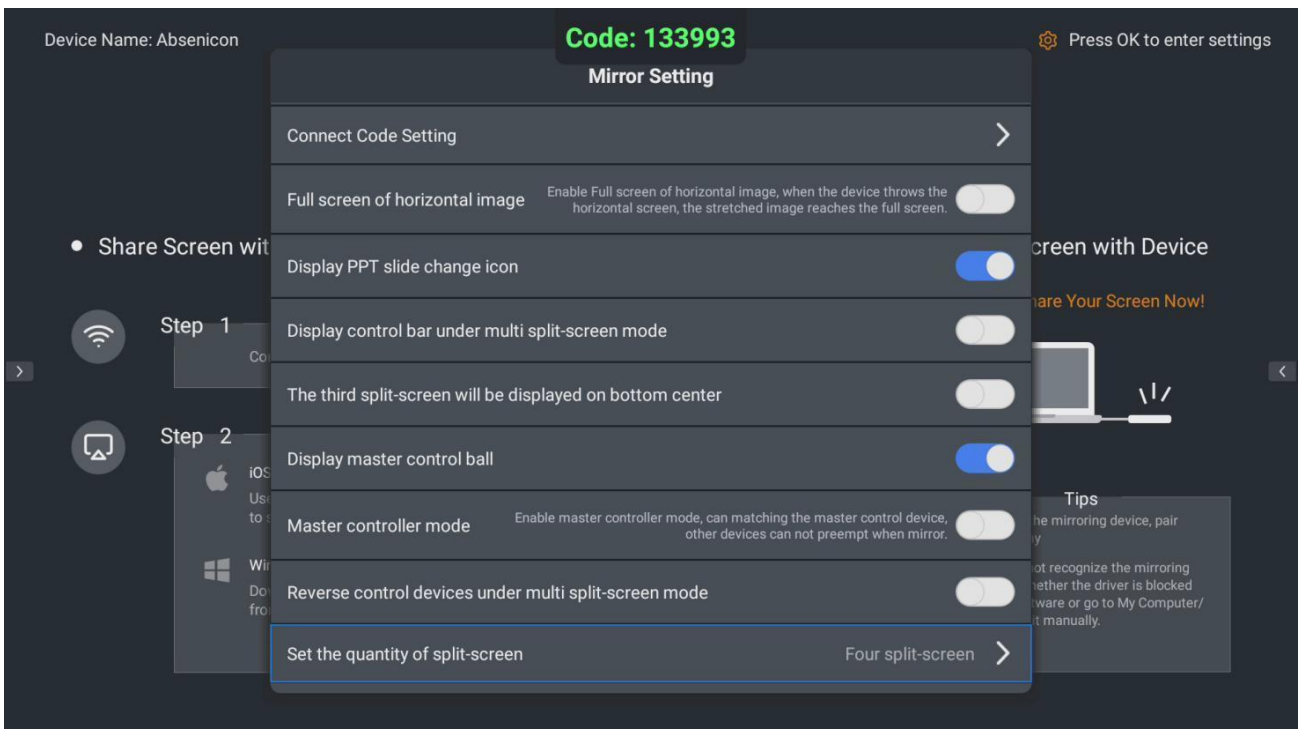 Device Name: Absenicon
Code: 133993
Press OK to enter settings
Mirror Setting
Connect Code Setting
Full screen of horizontal image
Enable Full screen of horizontal image, when the device throws the
horizontal screen, the stretched image reaches the full screen.
Share Screen wit
creen with Device
Display PPT slide change icon
are Your Screen Now!
Step 1
Display control bar under multi split-screen mode
The third split-screen will be displayed on bottom center
Step 2
Display master control ball
iOS
Use
to s
Tips
he mirroring device, pair
Master controller mode
Enable master controller mode, can matching the master control device,
other devices can not preempt when mirror.
Win
Dow
fro
ot recognize the mirroring
ether the driver is blocked
tware or go to My Computer/
it manually.
Reverse control devices under multi split-screen mode
Set the quantity of split-screen
Four split-screen